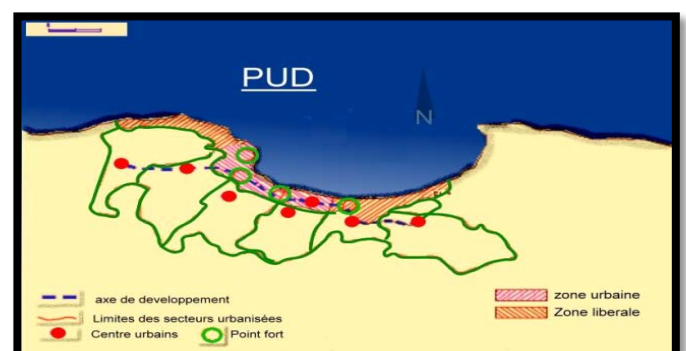 PUD
N
axe de developpement
Limites des secteurs urbanisées
Centre urbains
Point fort
zone urbaine
Zone liberale